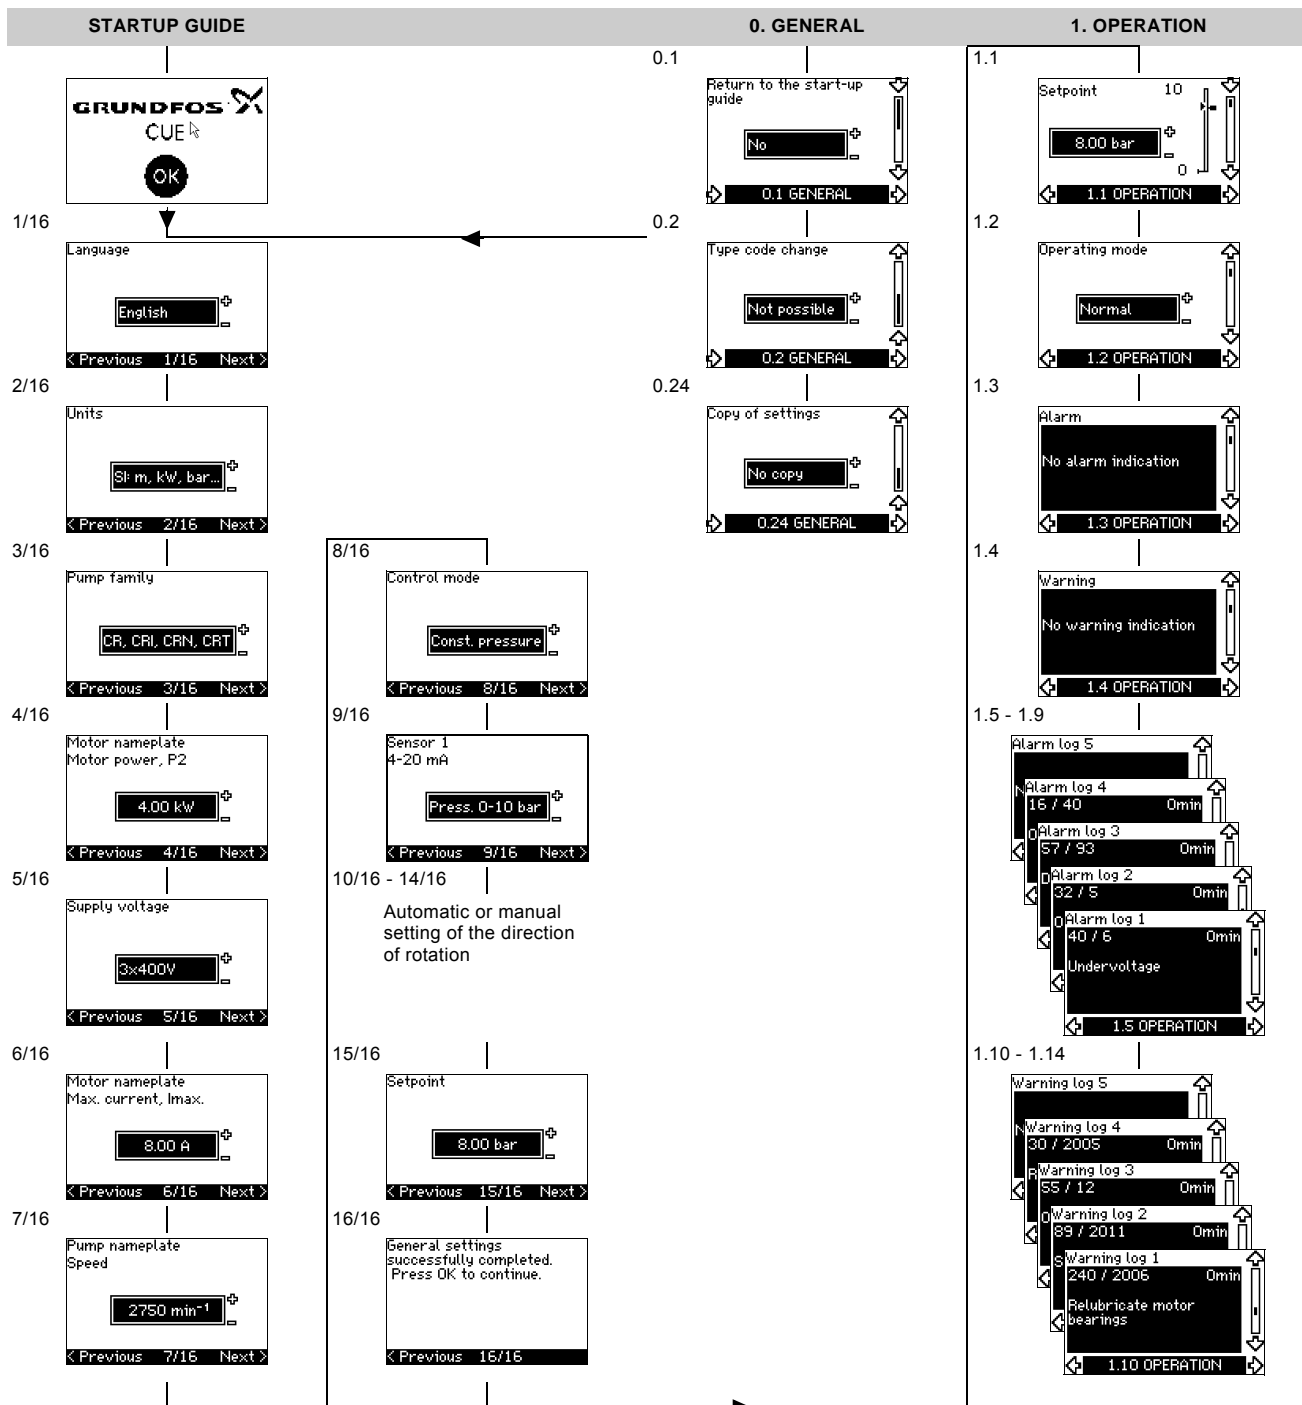 STARTUP GUIDE
GRUNDFOS
CUE
OK
1/16
Language
English
< Previous 1/16 Next >
2/16
Units
SI: m, kW, bar...
< Previous 2/16 Next >
3/16
Pump family
CR, CRI, CRN, CRT
< Previous 3/16 Next >
4/16
Motor nameplate
Motor power, P2
4.00 kW
< Previous 4/16 Next >
5/16
Supply voltage
3x400V
< Previous 5/16 Next >
6/16
Motor nameplate
Max. current, Imax.
8.00 A
< Previous 6/16 Next >
7/16
Pump nameplate
Speed
2750 min⁻¹
< Previous 7/16 Next >
8/16
Control mode
Const. pressure
< Previous 8/16 Next >
9/16
Sensor 1
4-20 mA
Press. 0-10 bar
< Previous 9/16 Next >
10/16 - 14/16
Automatic or manual
setting of the direction
of rotation
15/16
Setpoint
8.00 bar
< Previous 15/16 Next >
16/16
General settings
successfully completed.
Press OK to continue.
< Previous 16/16
0. GENERAL
0.1
Return to the start-up
guide
No
0.1 GENERAL
0.2
Type code change
Not possible
0.2 GENERAL
0.24
Copy of settings
No copy
0.24 GENERAL
1. OPERATION
1.1
Setpoint 10
8.00 bar
0
1.1 OPERATION
1.2
Operating mode
Normal
1.2 OPERATION
1.3
Alarm
No alarm indication
1.3 OPERATION
1.4
Warning
No warning indication
1.4 OPERATION
1.5 - 1.9
Alarm log 5
N
Alarm log 4
16 / 40 0min
O
Alarm log 3
57 / 93 0min
D
Alarm log 2
32 / 5 0min
O
Alarm log 1
40 / 6 0min
Undervoltage
1.5 OPERATION
1.10 - 1.14
Warning log 5
N
Warning log 4
30 / 2005 0min
R
Warning log 3
55 / 12 0min
O
Warning log 2
89 / 2011 0min
S
Warning log 1
240 / 2006 0min
Relubricate motor
bearings
1.10 OPERATION